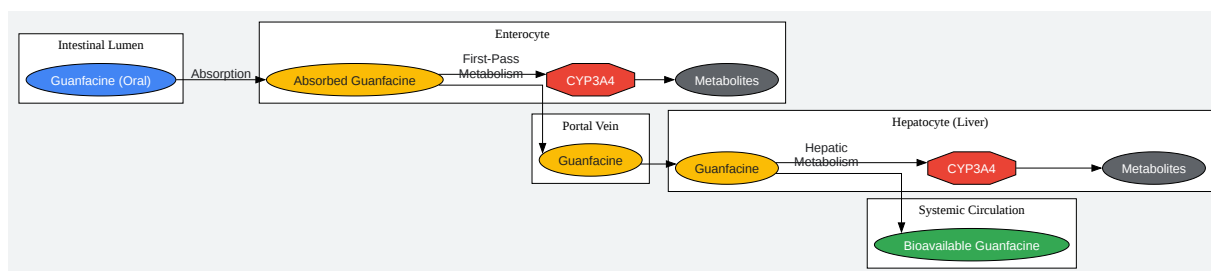 Intestinal Lumen
Guanfacine (Oral)
Absorption
Enterocyte
Absorbed Guanfacine
First-Pass
Metabolism
CYP3A4
Metabolites
Portal Vein
Guanfacine
Hepatocyte (Liver)
Guanfacine
Hepatic
Metabolism
CYP3A4
Metabolites
Systemic Circulation
Bioavailable Guanfacine